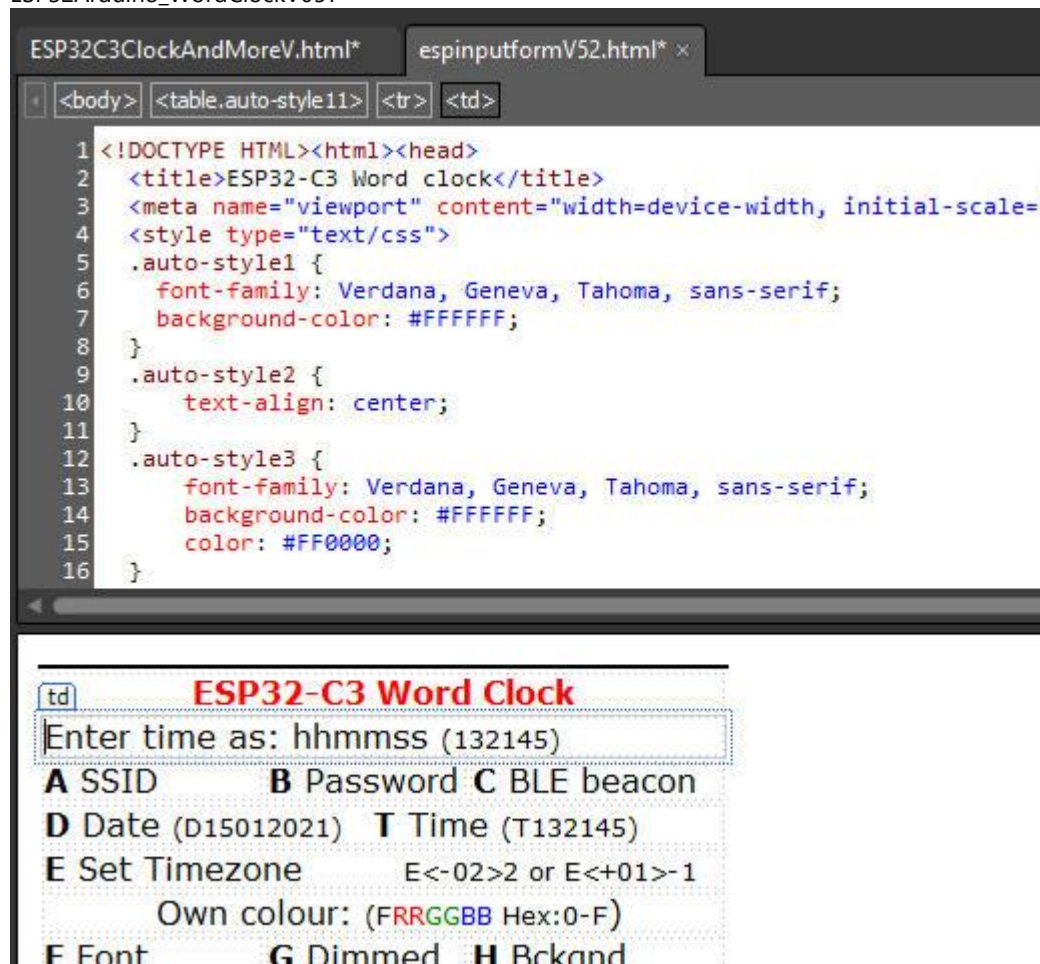 ESP32C3ClockAndMoreV.html* espinputformV52.html* ×
<body> <table.auto-style11> <tr> <td>
1 <!DOCTYPE HTML><html><head>
2 <title>ESP32-C3 Word clock</title>
3 <meta name="viewport" content="width=device-width, initial-scale=
4 <style type="text/css">
5 .auto-style1 {
6 font-family: Verdana, Geneva, Tahoma, sans-serif;
7 background-color: #FFFFFF;
8 }
9 .auto-style2 {
10 text-align: center;
11 }
12 .auto-style3 {
13 font-family: Verdana, Geneva, Tahoma, sans-serif;
14 background-color: #FFFFFF;
15 color: #FF0000;
16 }
td ESP32-C3 Word Clock
Enter time as: hhmmss (132145)
A SSID B Password C BLE beacon
D Date (D15012021) T Time (T132145)
E Set Timezone E<-02>2 or E<+01>-1
Own colour: (FRRGGBB Hex:0-F)
F Font G Dimmed H Bckgnd